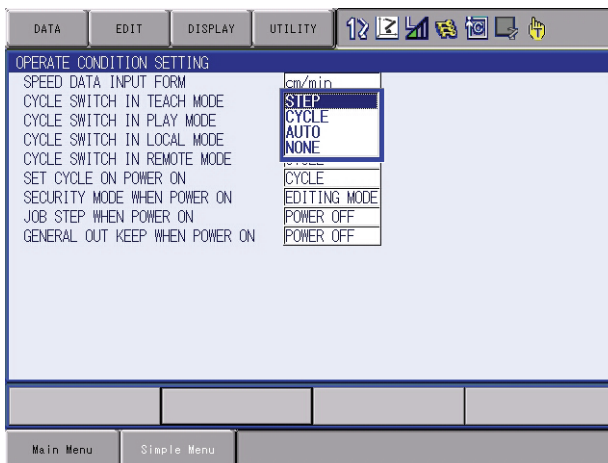 DATA EDIT DISPLAY UTILITY
OPERATE CONDITION SETTING
SPEED DATA INPUT FORM cm/min
CYCLE SWITCH IN TEACH MODE STEP
CYCLE SWITCH IN PLAY MODE CYCLE
CYCLE SWITCH IN LOCAL MODE AUTO
NONE
CYCLE SWITCH IN REMOTE MODE
SET CYCLE ON POWER ON CYCLE
SECURITY MODE WHEN POWER ON EDITING MODE
JOB STEP WHEN POWER ON POWER OFF
GENERAL OUT KEEP WHEN POWER ON POWER OFF
Main Menu Simple Menu